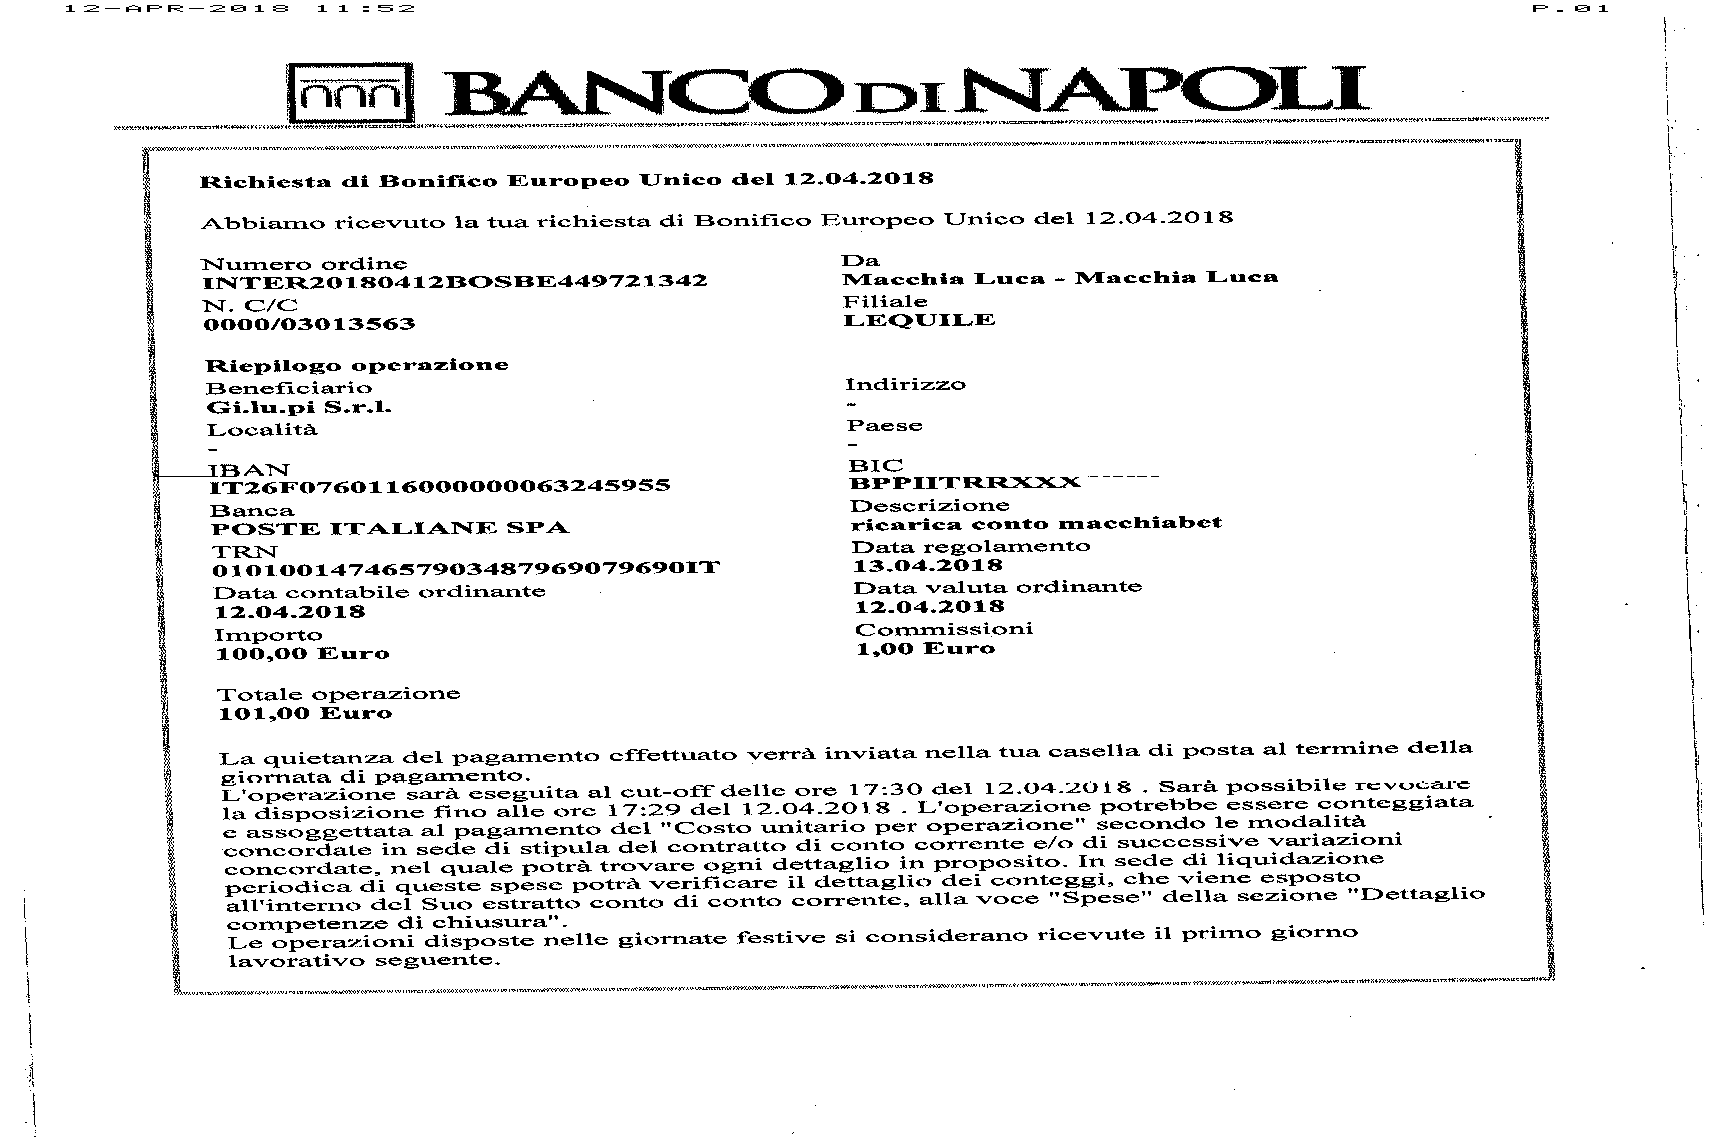 12-APR-2018 11:52 P.01
BANCO DI NAPOLI
Richiesta di Bonifico Europeo Unico del 12.04.2018
Abbiamo ricevuto la tua richiesta di Bonifico Europeo Unico del 12.04.2018
Numero ordine Da
INTER20180412BOSBE449721342 Macchia Luca - Macchia Luca
N. C/C Filiale
0000/03013563 LEQUILE
Riepilogo operazione
Beneficiario Indirizzo
Gi.lu.pi S.r.l. -
Località Paese
- -
IBAN BIC
IT26F0760116000000063245955 BPPIITRRXXX
Banca Descrizione
POSTE ITALIANE SPA ricarica conto macchiabet
TRN Data regolamento
0101001474657903487969079690IT 13.04.2018
Data contabile ordinante Data valuta ordinante
12.04.2018 12.04.2018
Importo Commissioni
100,00 Euro 1,00 Euro
Totale operazione
101,00 Euro
La quietanza del pagamento effettuato verrà inviata nella tua casella di posta al termine della
giornata di pagamento.
L'operazione sarà eseguita al cut-off delle ore 17:30 del 12.04.2018 . Sarà possibile revocare
la disposizione fino alle ore 17:29 del 12.04.2018 . L'operazione potrebbe essere conteggiata
e assoggettata al pagamento del "Costo unitario per operazione" secondo le modalità
concordate in sede di stipula del contratto di conto corrente e/o di successive variazioni
concordate, nel quale potrà trovare ogni dettaglio in proposito. In sede di liquidazione
periodica di queste spese potrà verificare il dettaglio dei conteggi, che viene esposto
all'interno del Suo estratto conto di conto corrente, alla voce "Spese" della sezione "Dettaglio
competenze di chiusura".
Le operazioni disposte nelle giornate festive si considerano ricevute il primo giorno
lavorativo seguente.